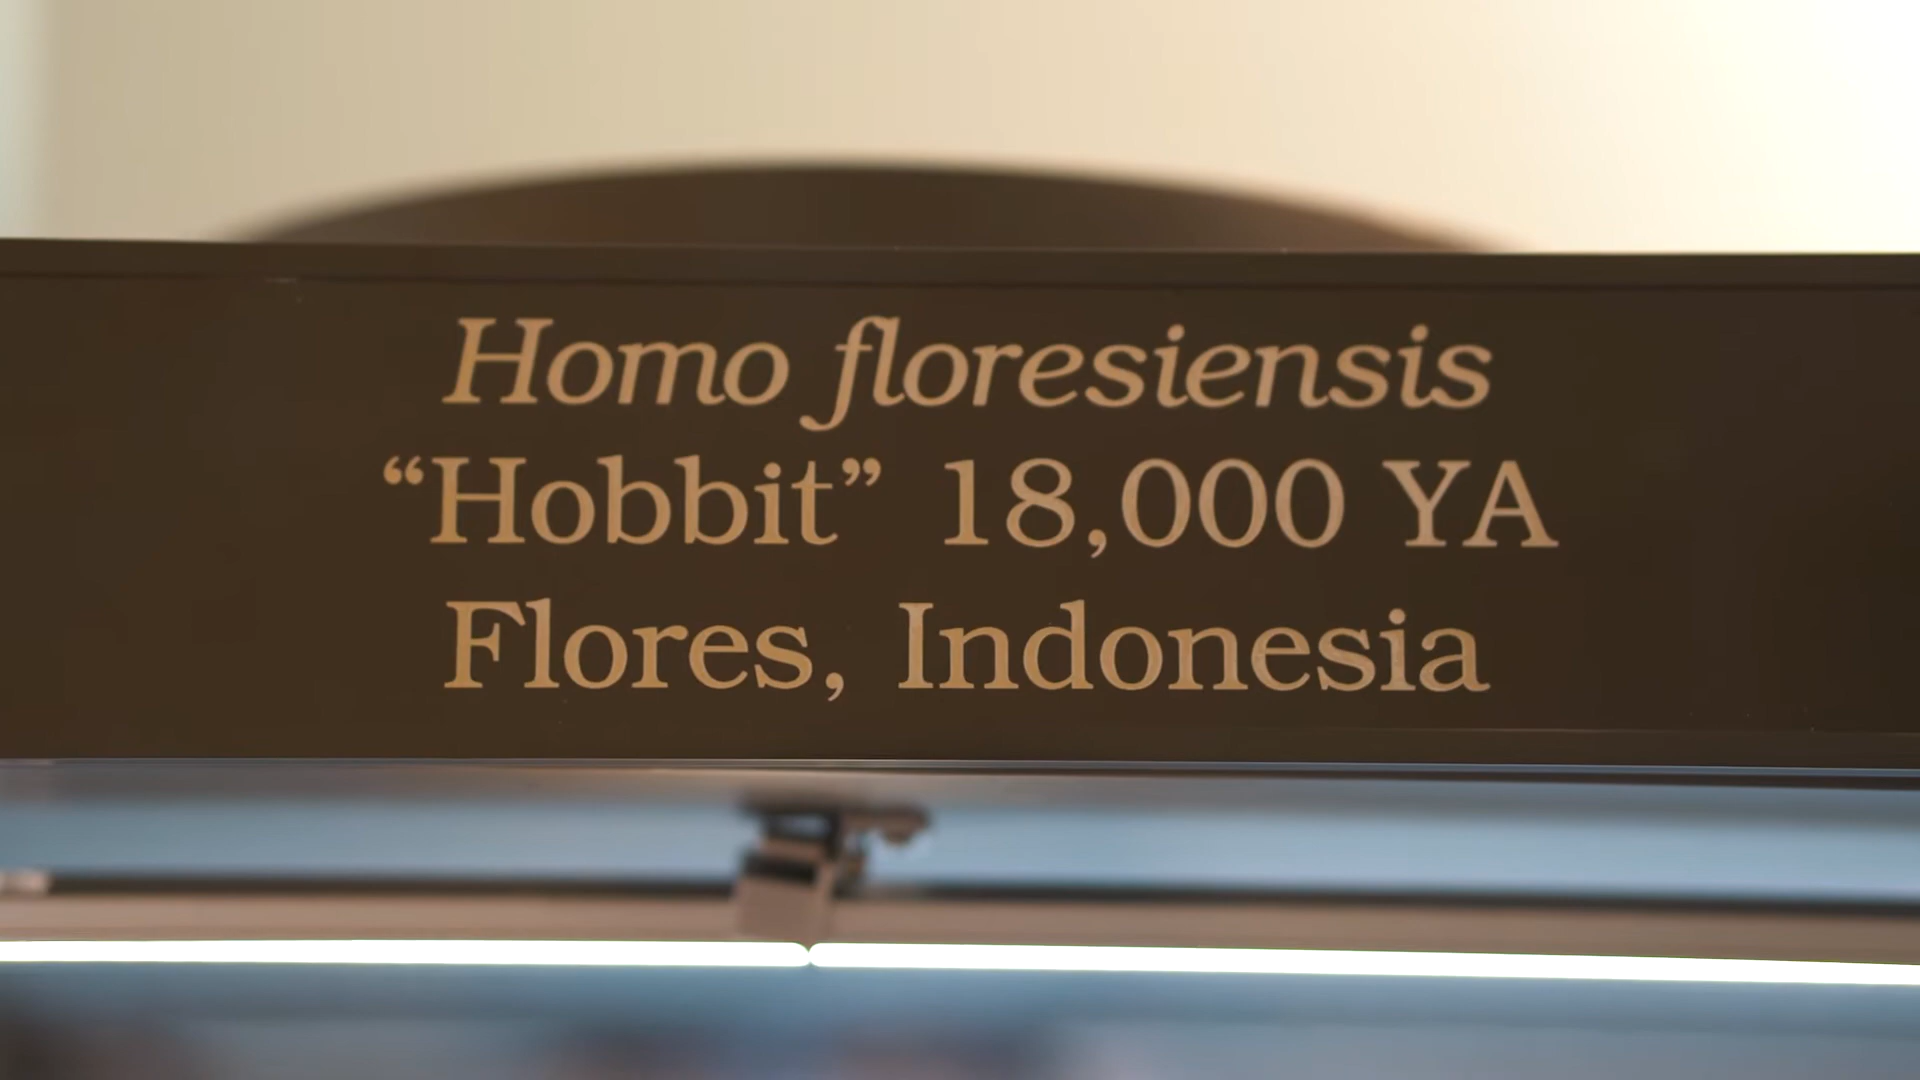 Homo floresiensis
“Hobbit” 18,000 YA
Flores, Indonesia